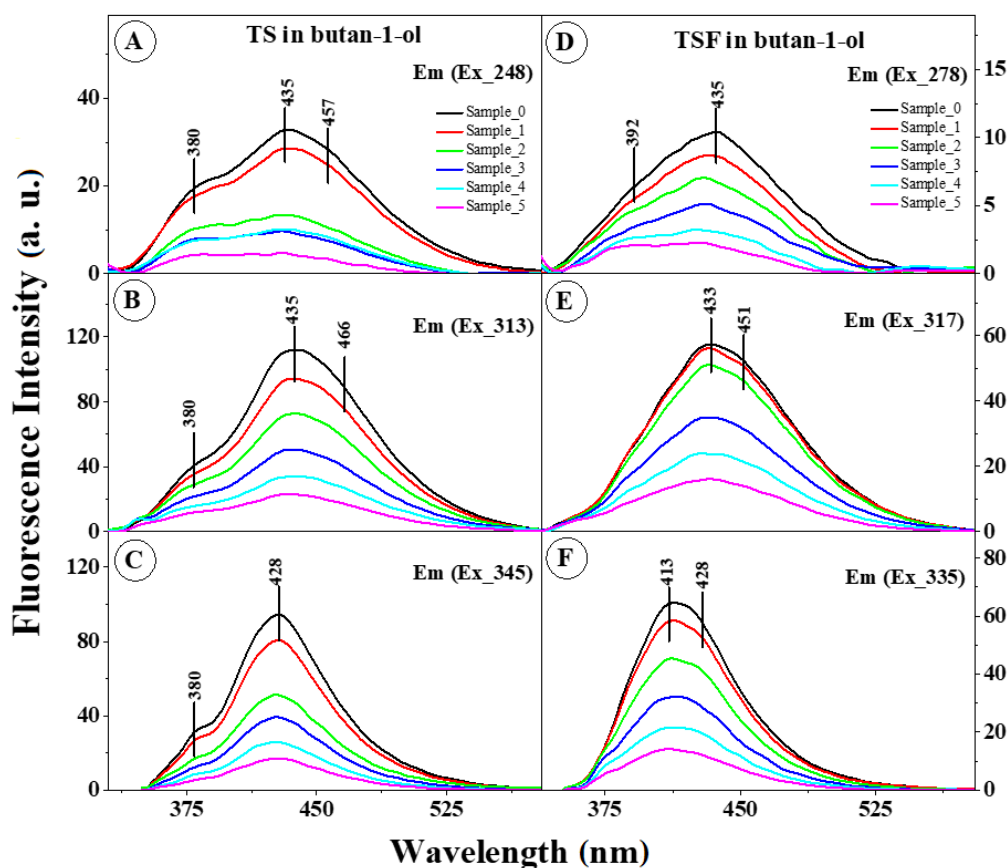 Fluorescence Intensity (a. u.)
A
TS in butan-1-ol
Em (Ex_248)
380
435
457
Sample_0
Sample_1
Sample_2
Sample_3
Sample_4
Sample_5
40
20
0
D
TSF in butan-1-ol
Em (Ex_278)
392
435
Sample_0
Sample_1
Sample_2
Sample_3
Sample_4
Sample_5
15
10
5
0
B
Em (Ex_313)
380
435
466
120
80
40
0
E
Em (Ex_317)
433
451
60
40
20
0
C
Em (Ex_345)
380
428
120
80
40
0
375
450
525
F
Em (Ex_335)
413
428
80
60
40
20
0
375
450
525
Wavelength (nm)